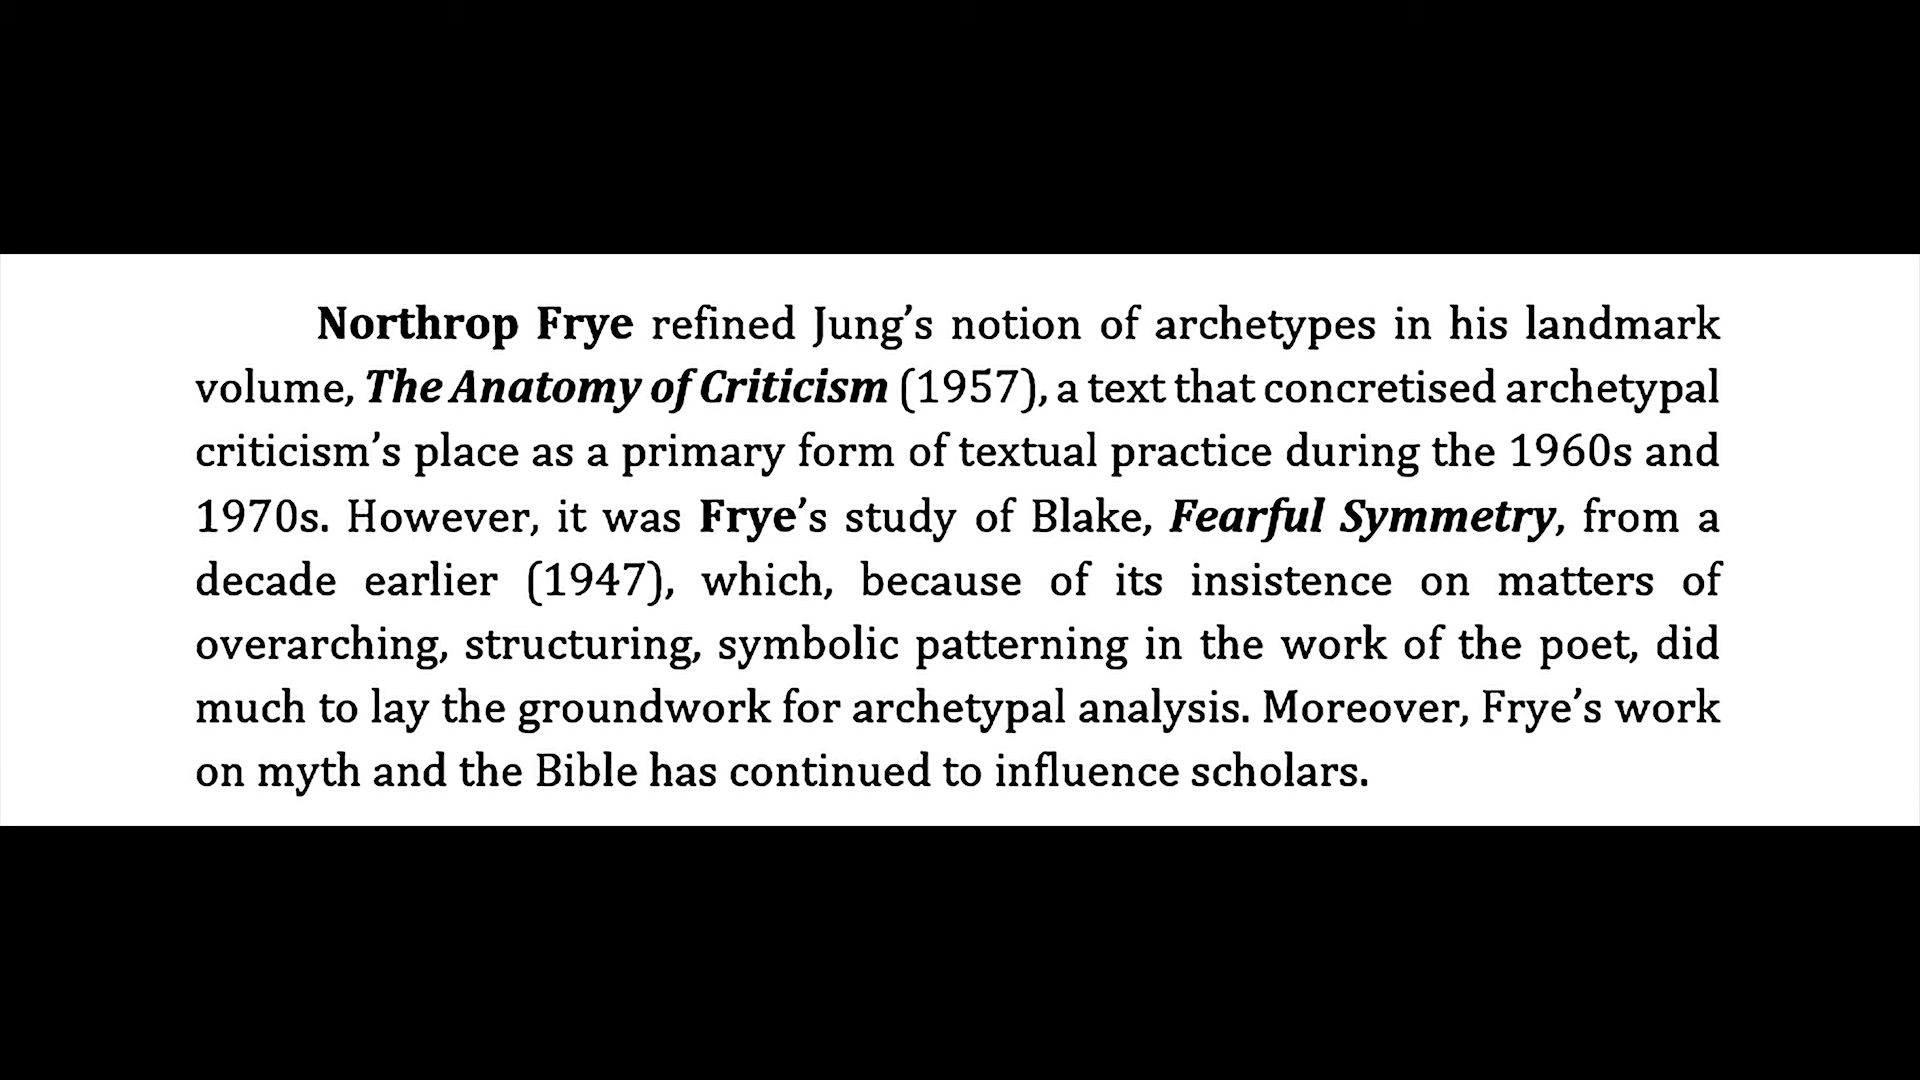 Northrop Frye refined Jung’s notion of archetypes in his landmark
volume, The Anatomy of Criticism (1957), a text that concretised archetypal
criticism’s place as a primary form of textual practice during the 1960s and
1970s. However, it was Frye’s study of Blake, Fearful Symmetry, from a
decade earlier (1947), which, because of its insistence on matters of
overarching, structuring, symbolic patterning in the work of the poet, did
much to lay the groundwork for archetypal analysis. Moreover, Frye’s work
on myth and the Bible has continued to influence scholars.